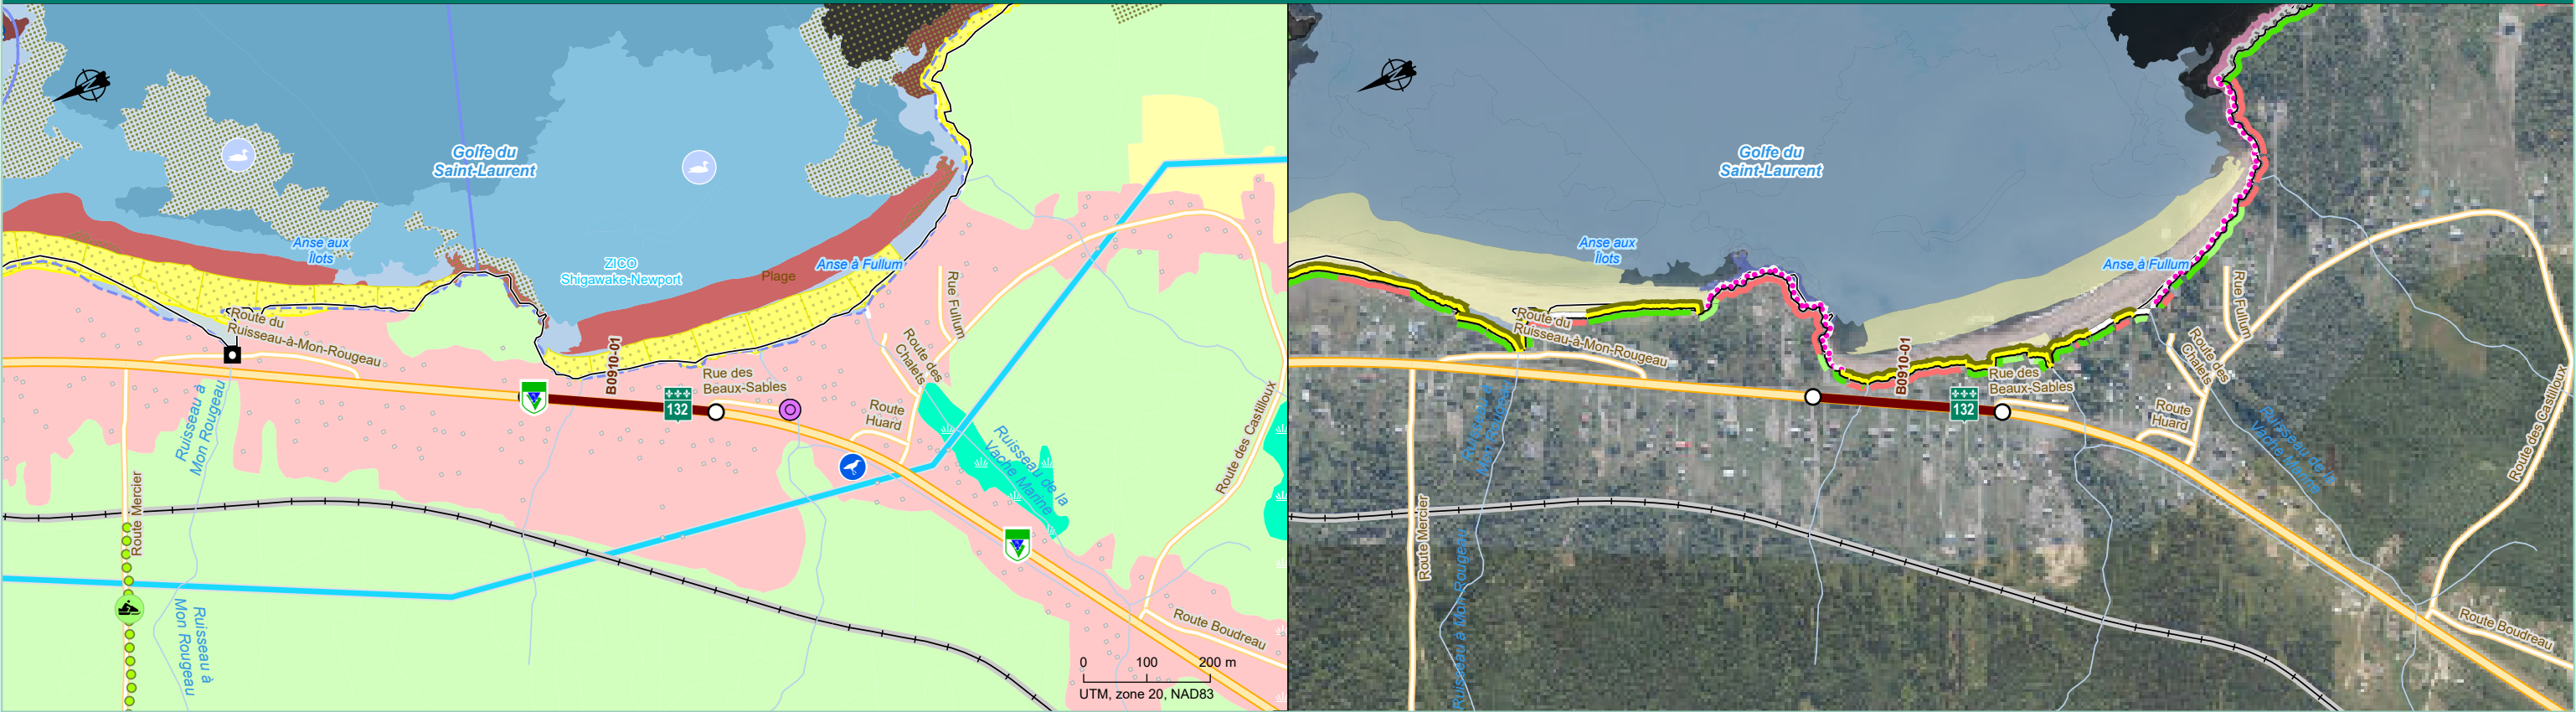 Golfe du
Saint-Laurent
Anse aux
îlots
ZICO
Shigawake-Newport
Plage
Anse à Fullum
Route du
Ruisseau-à-Mon-Rougeau
B0910-01
132
Rue des
Beaux-Sables
Rue Fullum
Route des
Chalets
Route
Huard
Ruisseau à
Mon Rougeau
Route Mercier
Ruisseau de la
Vache Marine
Route des Castilloux
Ruisseau à
Mon Rougeau
Route Boudreau
0 100 200 m
UTM, zone 20, NAD83
Golfe du
Saint-Laurent
Anse aux
îlots
Anse à Fullum
Route du
Ruisseau-à-Mon-Rougeau
B0910-01
132
Rue des
Beaux-Sables
Rue Fullum
Route des
Chalets
Route
Huard
Ruisseau à
Mon Rougeau
Route Mercier
Ruisseau de la
Vache Marine
Route des Castilloux
Ruisseau à Mon Rougeau
Route Boudreau